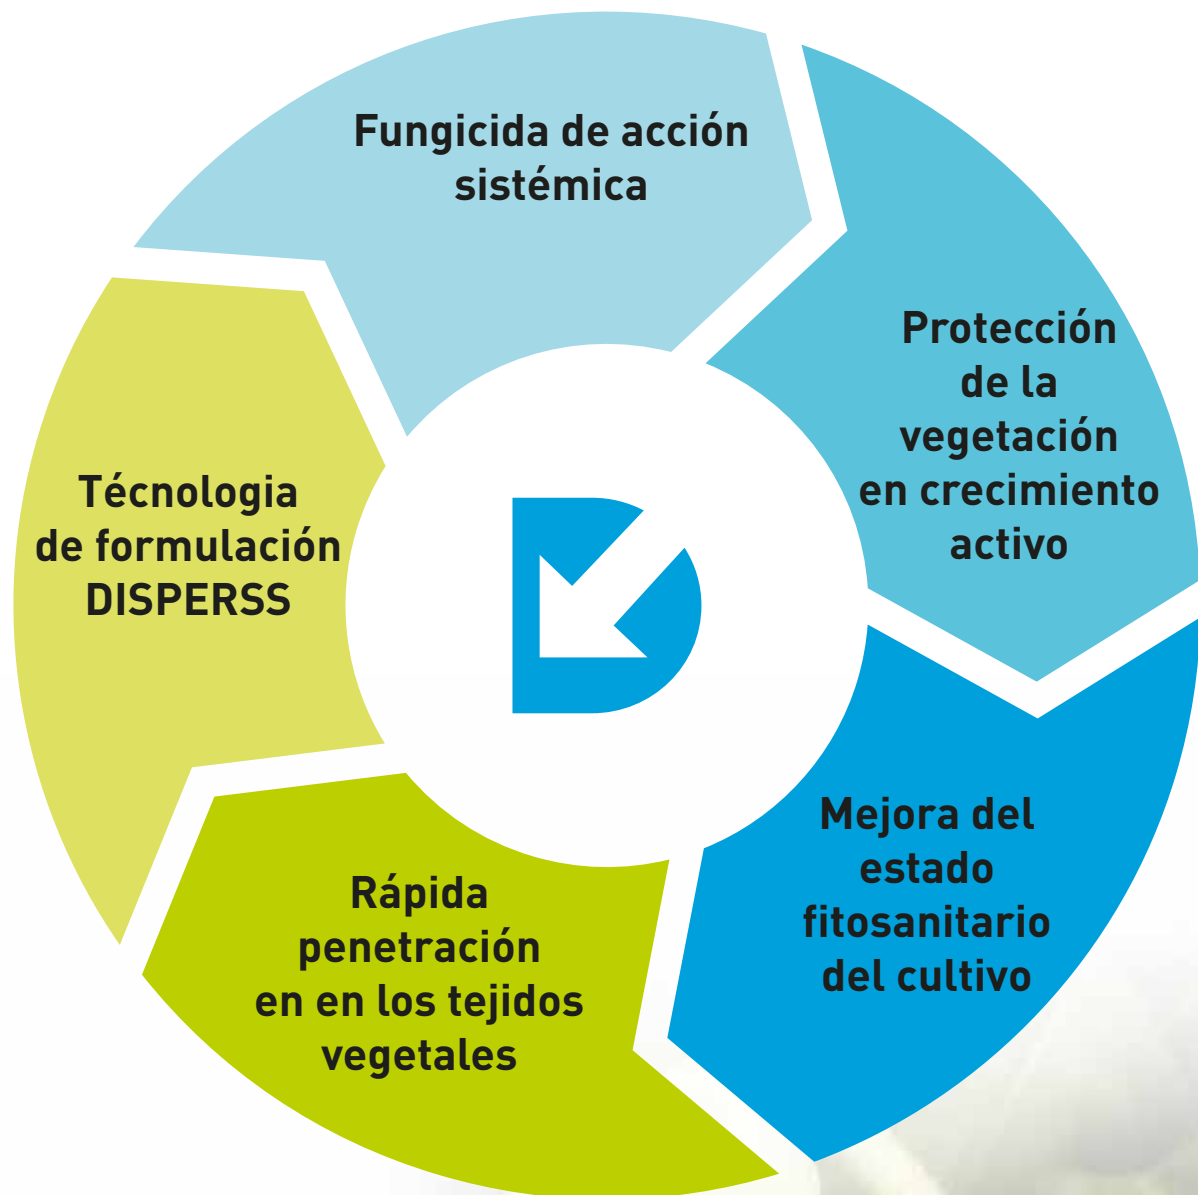 Fungicida de acción
sistémica
Protección
de la
vegetación
en crecimiento
activo
Mejora del
estado
fitosanitario
del cultivo
Rápida
penetración
en en los tejidos
vegetales
Técnologia
de formulación
DISPERSS